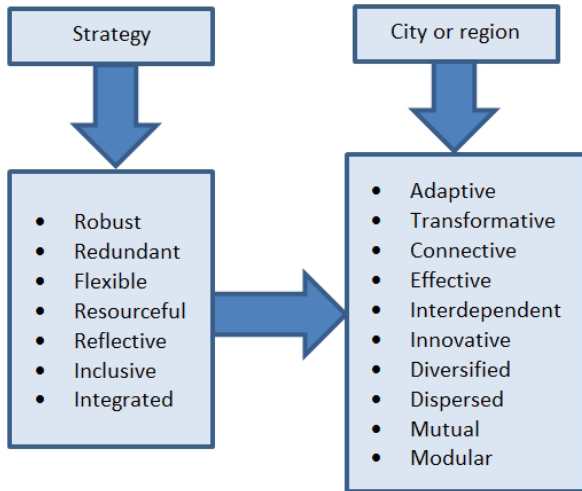 Strategy
City or region
• Robust
• Redundant
• Flexible
• Resourceful
• Reflective
• Inclusive
• Integrated
• Adaptive
• Transformative
• Connective
• Effective
• Interdependent
• Innovative
• Diversified
• Dispersed
• Mutual
• Modular